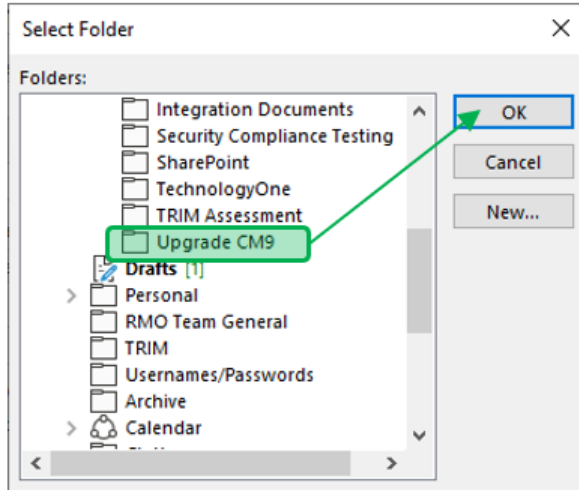 Select Folder
Folders:
Integration Documents
Security Compliance Testing
SharePoint
TechnologyOne
TRIM Assessment
Upgrade CM9
Drafts [1]
Personal
RMO Team General
TRIM
Usernames/Passwords
Archive
Calendar
OK
Cancel
New...